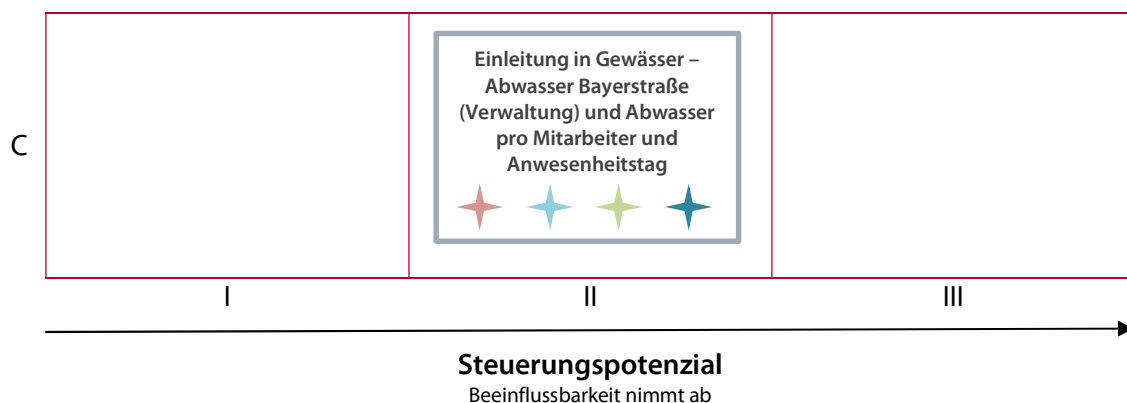 Einleitung in Gewässer –
Abwasser Bayerstraße
(Verwaltung) und Abwasser
pro Mitarbeiter und
Anwesenheitstag
C
I
II
III
Steuerungspotenzial
Beeinflussbarkeit nimmt ab